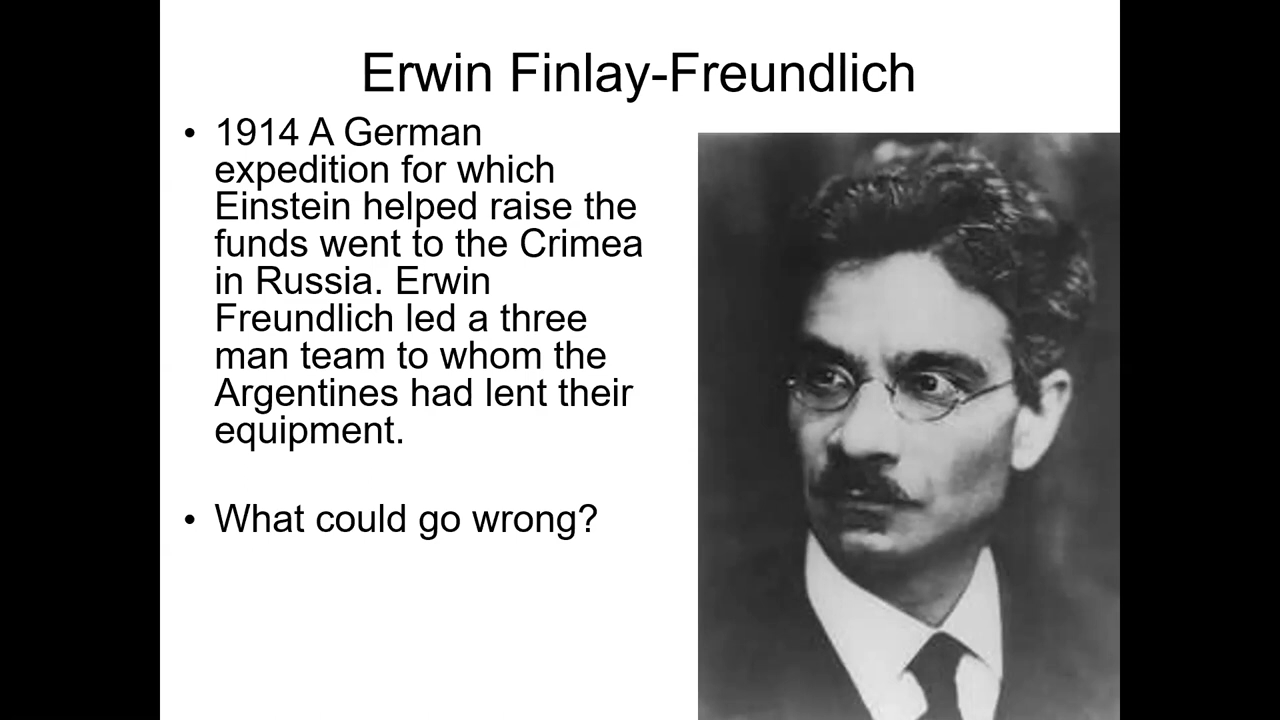 Erwin Finlay-Freundlich
• 1914 A German
expedition for which
Einstein helped raise the
funds went to the Crimea
in Russia. Erwin
Freundlich led a three
man team to whom the
Argentines had lent their
equipment.
• What could go wrong?